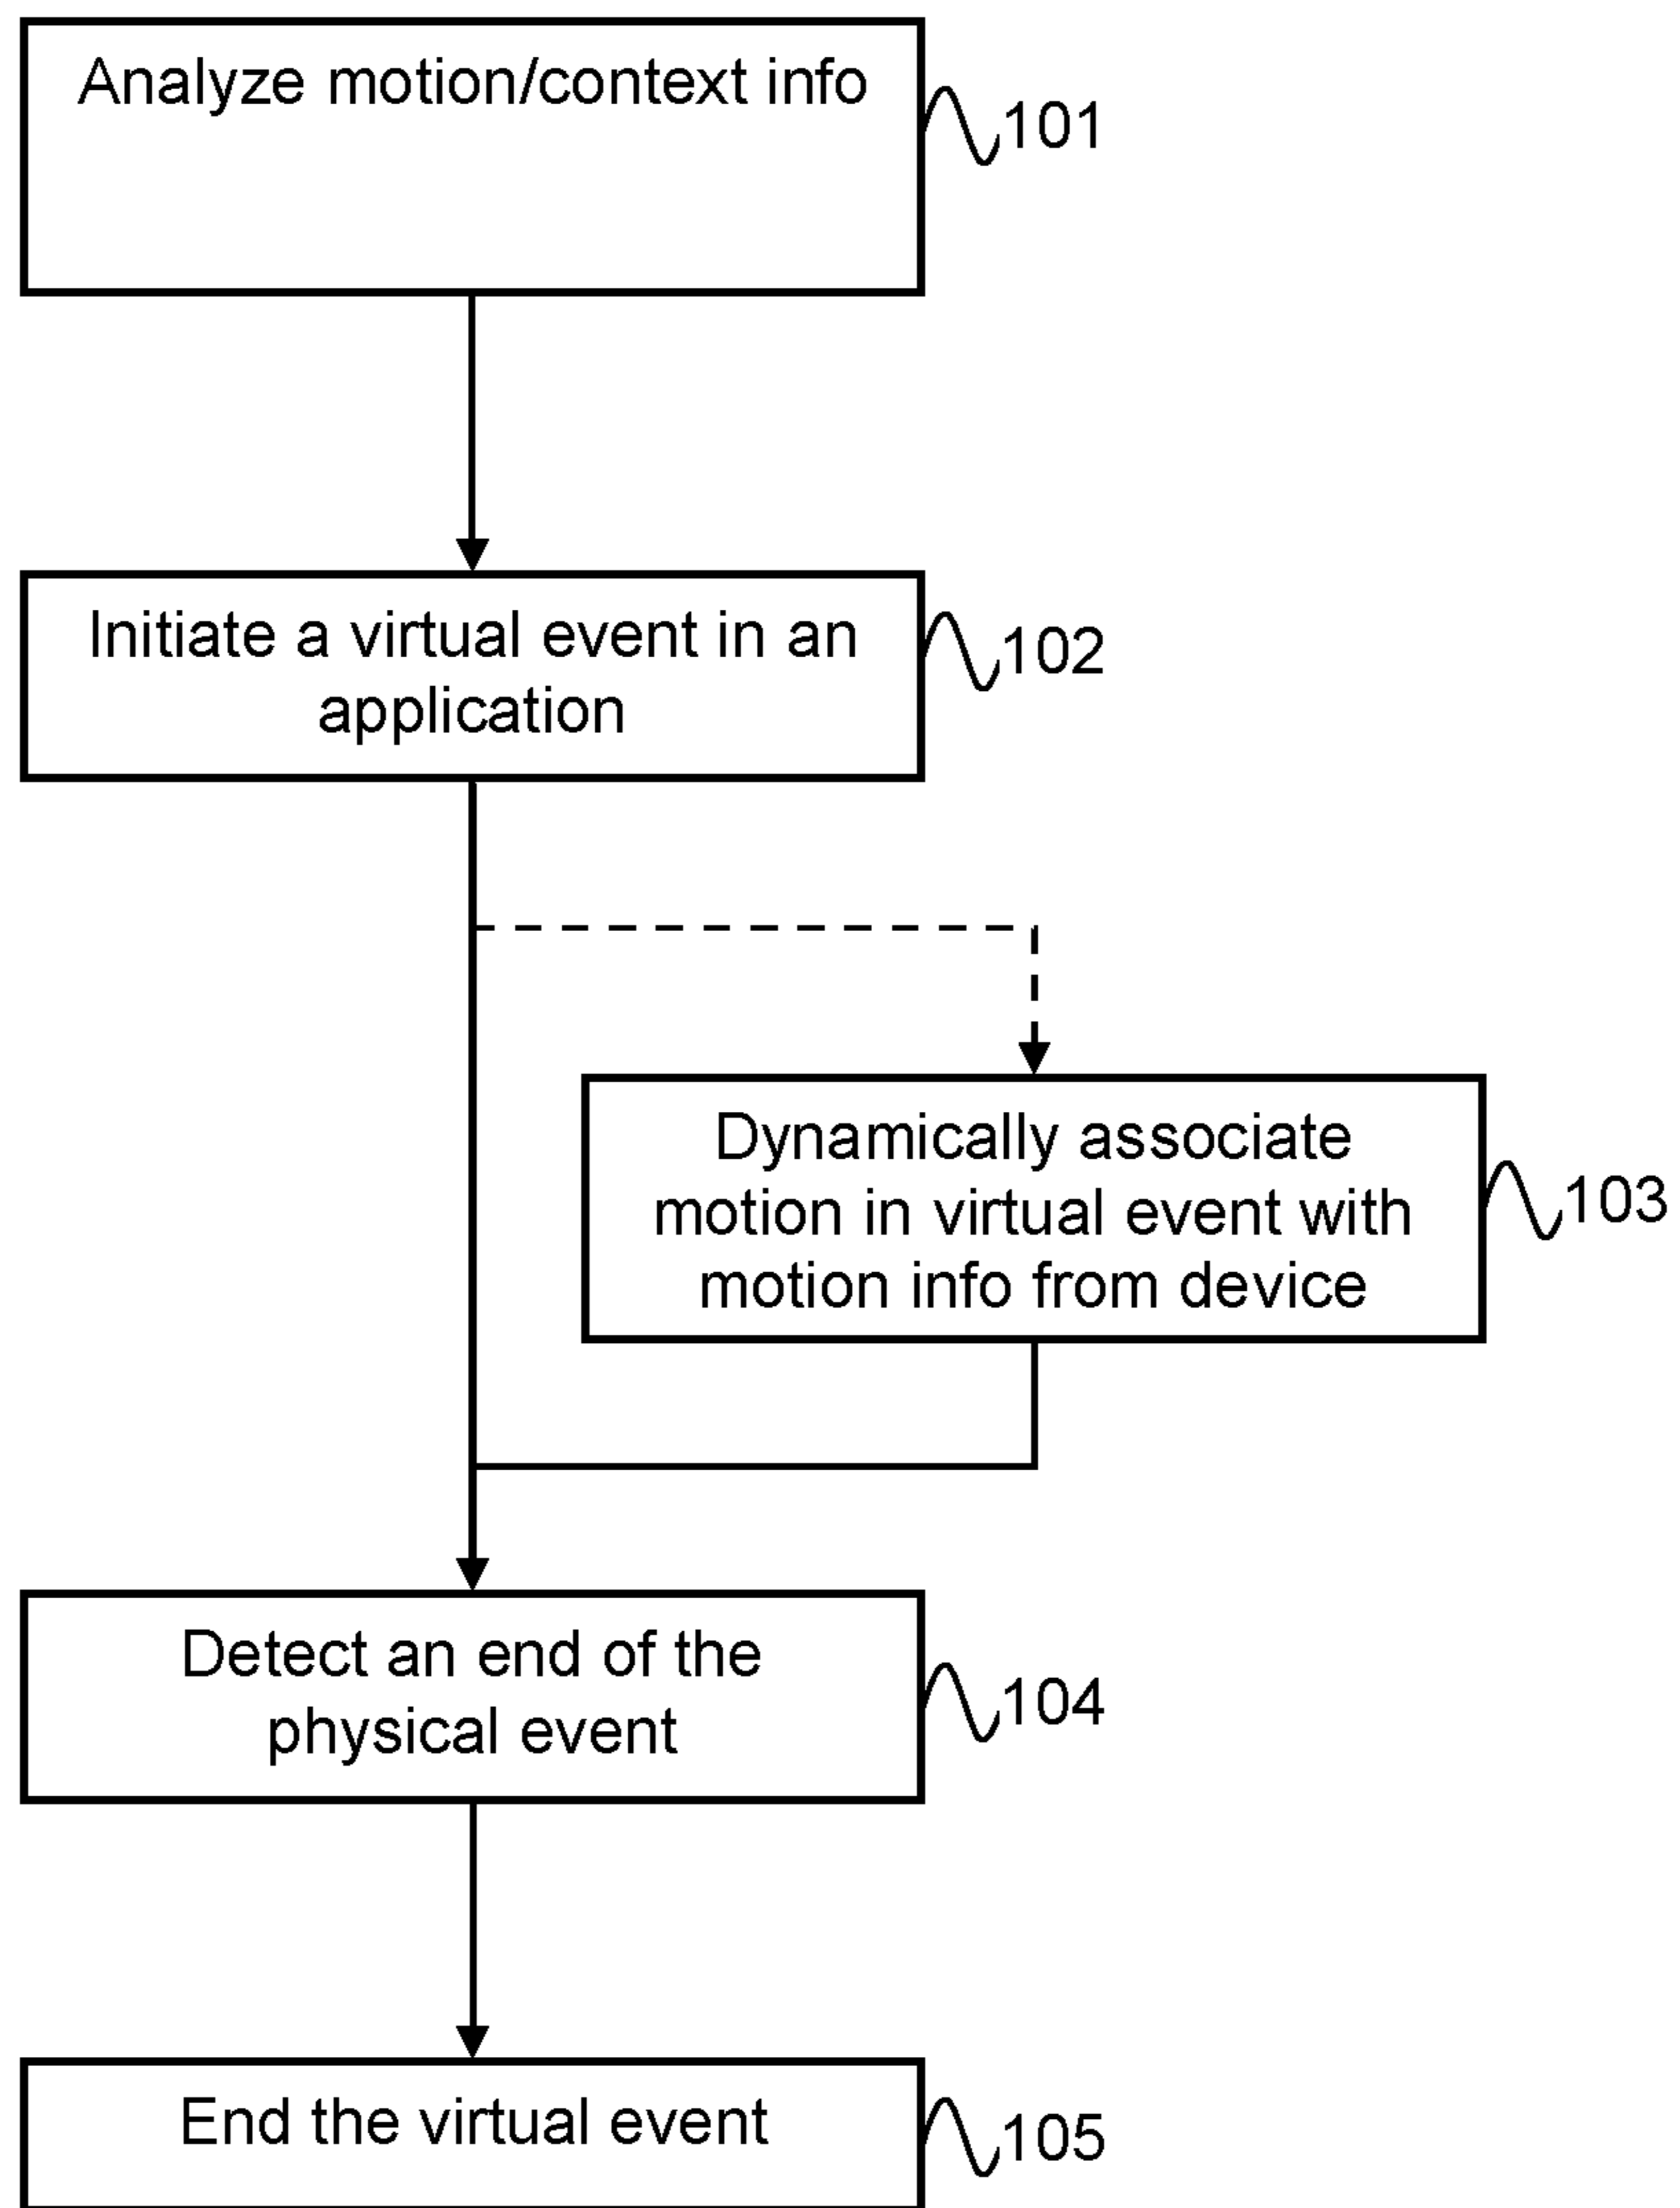 Analyze motion/context info
101
Initiate a virtual event in an
application
102
Dynamically associate
motion in virtual event with
motion info from device
103
Detect an end of the
physical event
104
End the virtual event
105